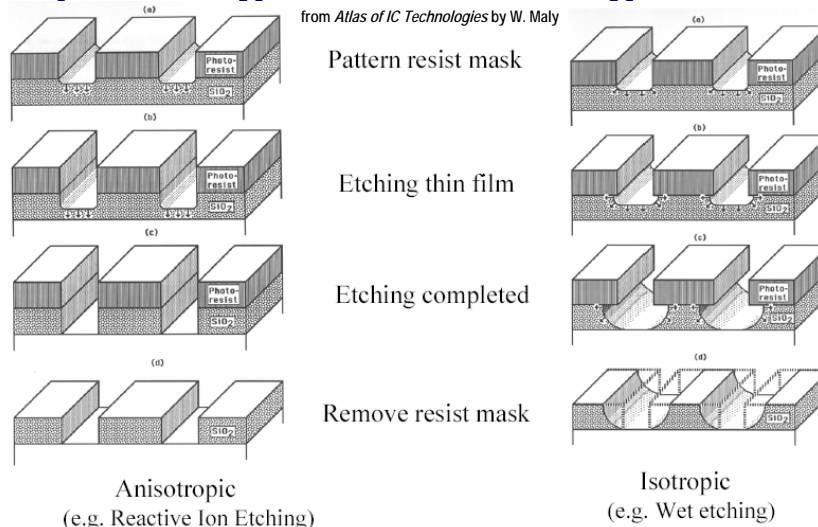 from Atlas of IC Technologies by W. Maly
(a)
Photo-
resist
SiO₂
Pattern resist mask
(a)
Photo-
resist
SiO₂
(b)
Photo-
resist
SiO₂
Etching thin film
(b)
Photo-
resist
SiO₂
(c)
Photo-
resist
SiO₂
Etching completed
(c)
Photo-
resist
SiO₂
(d)
SiO₂
Remove resist mask
(d)
SiO₂
Anisotropic
(e.g. Reactive Ion Etching)
Isotropic
(e.g. Wet etching)